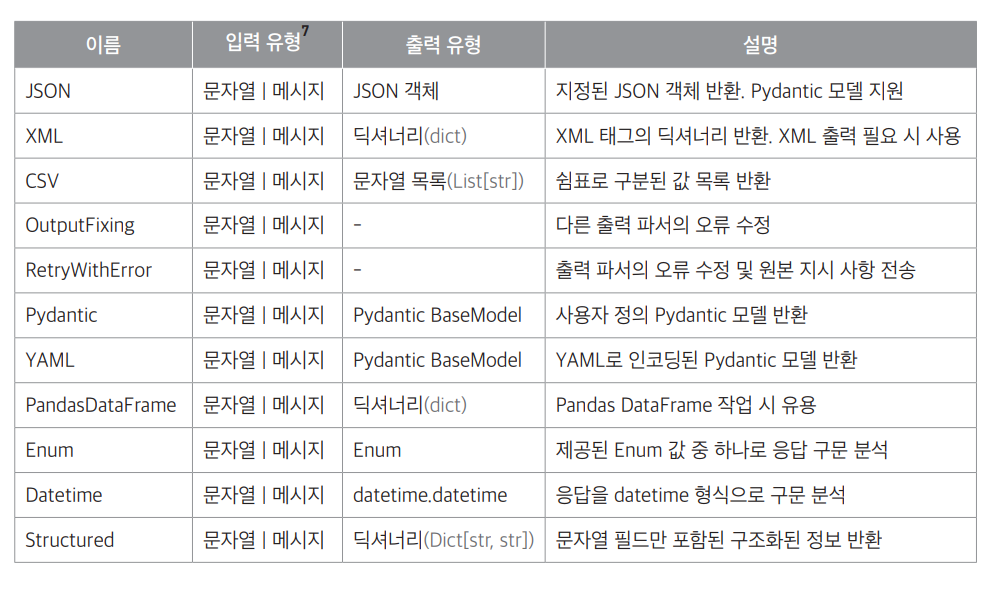 이름 입력 유형7 출력 유형 설명
JSON 문자열 | 메시지 JSON 객체 지정된 JSON 객체 반환. Pydantic 모델 지원
XML 문자열 | 메시지 딕셔너리(dict) XML 태그의 딕셔너리 반환. XML 출력 필요 시 사용
CSV 문자열 | 메시지 문자열 목록(List[str]) 쉼표로 구분된 값 목록 반환
OutputFixing 문자열 | 메시지 – 다른 출력 파서의 오류 수정
RetryWithError 문자열 | 메시지 – 출력 파서의 오류 수정 및 원본 지시 사항 전송
Pydantic 문자열 | 메시지 Pydantic BaseModel 사용자 정의 Pydantic 모델 반환
YAML 문자열 | 메시지 Pydantic BaseModel YAML로 인코딩된 Pydantic 모델 반환
PandasDataFrame 문자열 | 메시지 딕셔너리(dict) Pandas DataFrame 작업 시 유용
Enum 문자열 | 메시지 Enum 제공된 Enum 값 중 하나로 응답 구문 분석
Datetime 문자열 | 메시지 datetime.datetime 응답을 datetime 형식으로 구문 분석
Structured 문자열 | 메시지 딕셔너리(Dict[str, str]) 문자열 필드만 포함된 구조화된 정보 반환